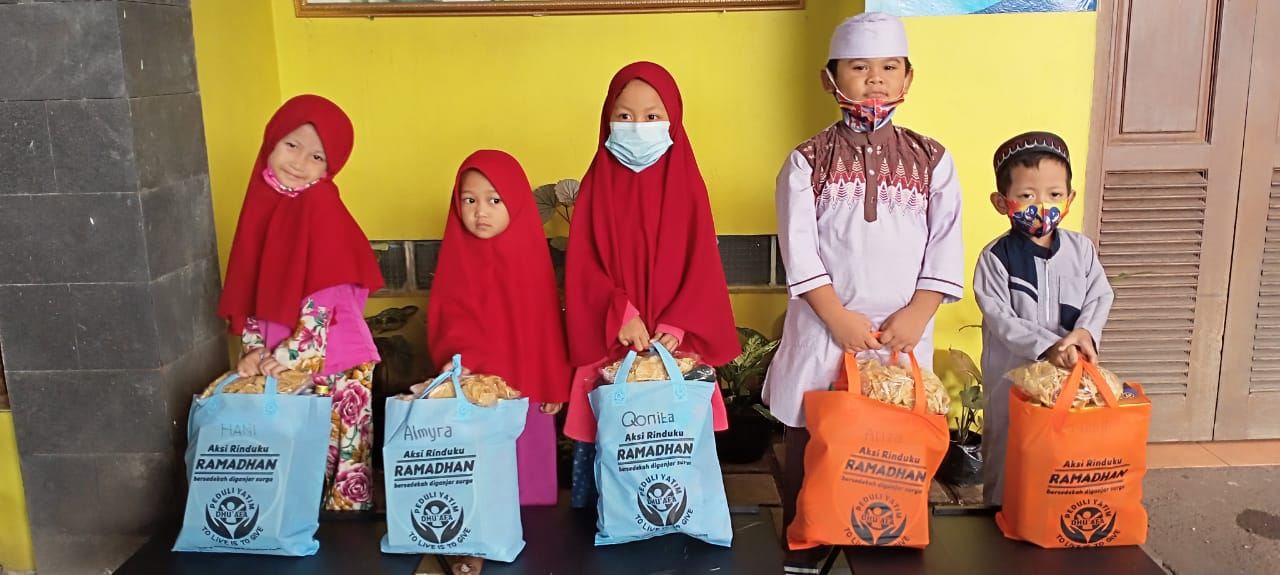 HANI
Aksi Rinduku
RAMADHAN
bersedekah diganjar surga
PEDULI YATIM
DHU'AFA
TO LIVE IS TO GIVE
Almyra
Aksi Rinduku
RAMADHAN
bersedekah diganjar surga
PEDULI YATIM
DHU'AFA
TO LIVE IS TO GIVE
Qonita
Aksi Rinduku
RAMADHAN
bersedekah diganjar surga
PEDULI YATIM
DHU'AFA
TO LIVE IS TO GIVE
Aksi Rinduku
RAMADHAN
bersedekah diganjar surga
PEDULI YATIM
DHU'AFA
TO LIVE IS TO GIVE
Aksi Rinduku
RAMADHAN
bersedekah diganjar surga
PEDULI YATIM
DHU'AFA
TO LIVE IS TO GIVE